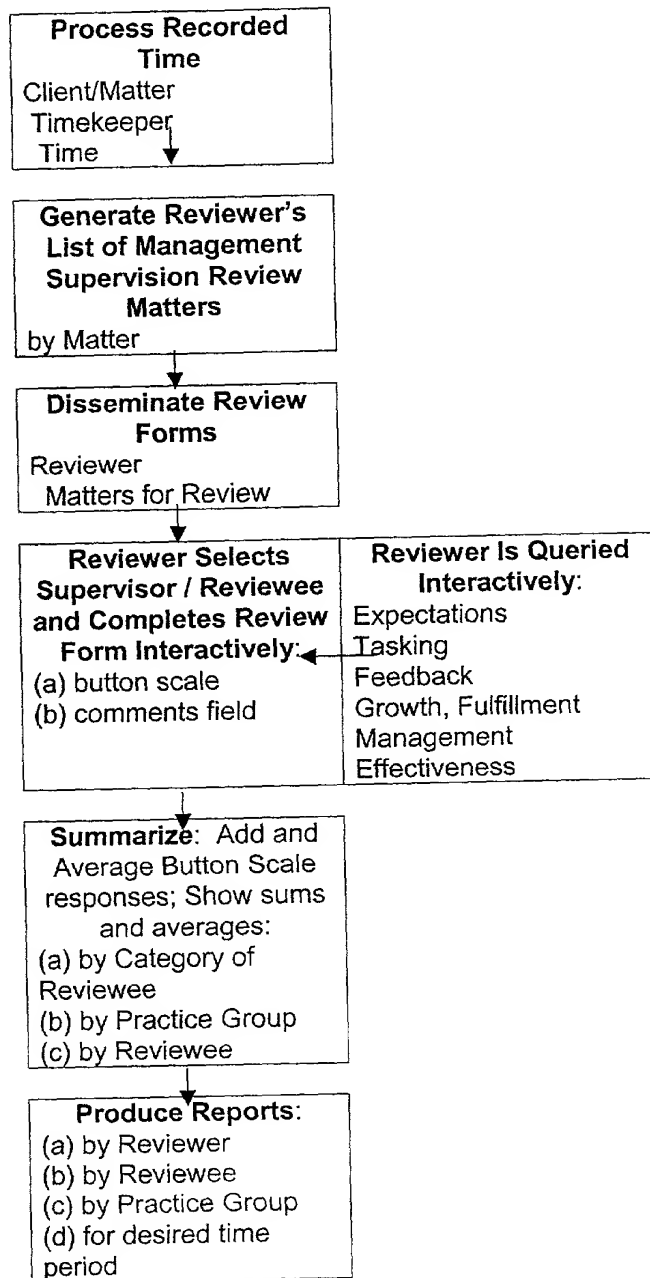 Process Recorded
Time
Client/Matter
Timekeeper
Time
Generate Reviewer's
List of Management
Supervision Review
Matters
by Matter
Disseminate Review
Forms
Reviewer
Matters for Review
Reviewer Selects
Supervisor / Reviewee
and Completes Review
Form Interactively:
(a) button scale
(b) comments field
Reviewer Is Queried
Interactively:
Expectations
Tasking
Feedback
Growth, Fulfillment
Management
Effectiveness
Summarize: Add and
Average Button Scale
responses; Show sums
and averages:
(a) by Category of
Reviewee
(b) by Practice Group
(c) by Reviewee
Produce Reports:
(a) by Reviewer
(b) by Reviewee
(c) by Practice Group
(d) for desired time
period